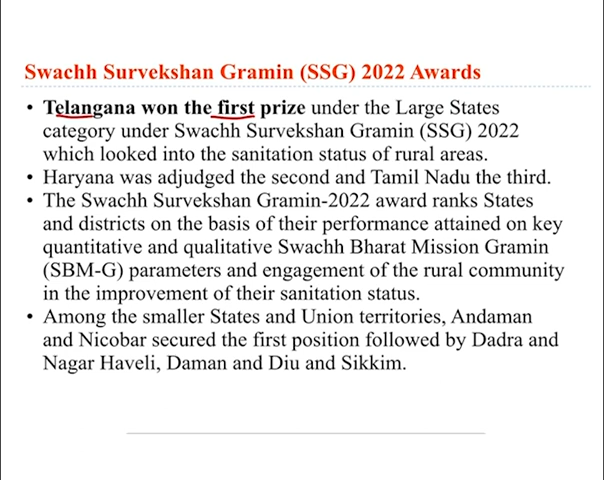 Swachh Survekshan Gramin (SSG) 2022 Awards
• Telangana won the first prize under the Large States
category under Swachh Survekshan Gramin (SSG) 2022
which looked into the sanitation status of rural areas.
• Haryana was adjudged the second and Tamil Nadu the third.
• The Swachh Survekshan Gramin-2022 award ranks States
and districts on the basis of their performance attained on key
quantitative and qualitative Swachh Bharat Mission Gramin
(SBM-G) parameters and engagement of the rural community
in the improvement of their sanitation status.
• Among the smaller States and Union territories, Andaman
and Nicobar secured the first position followed by Dadra and
Nagar Haveli, Daman and Diu and Sikkim.